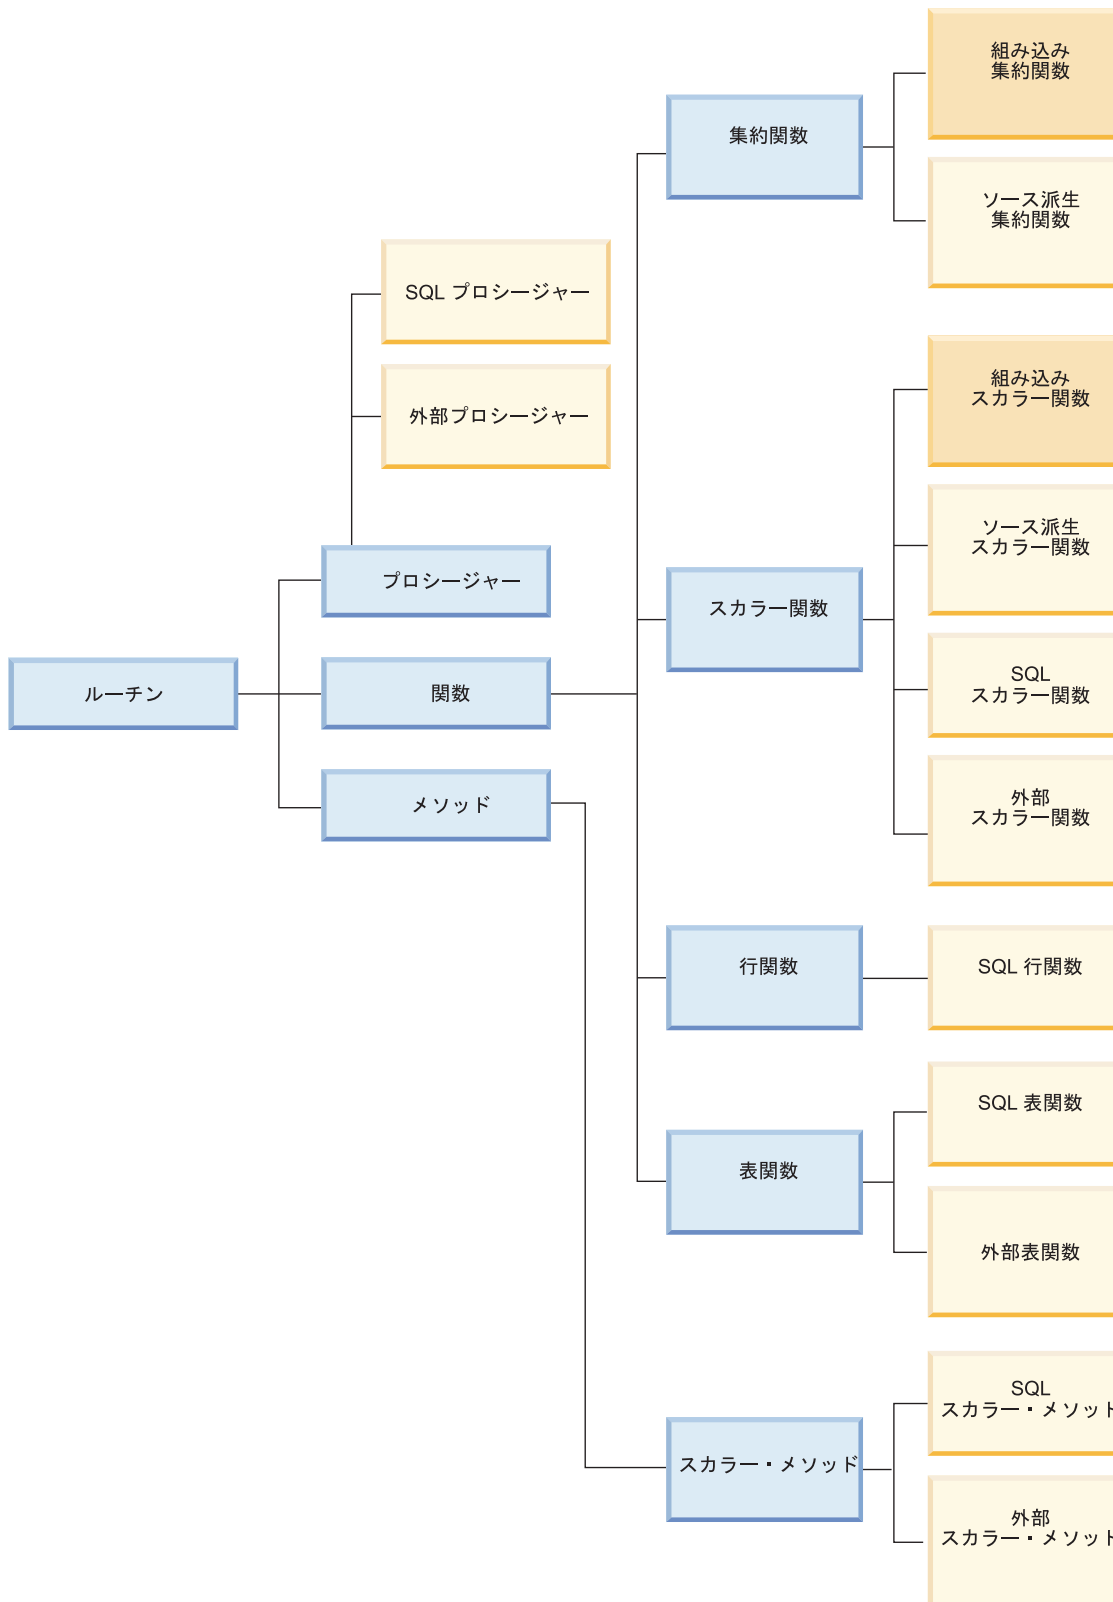 組み込み
集約関数
集約関数
ソース派生
集約関数
SQL プロシージャー
外部プロシージャー
組み込み
スカラー関数
ソース派生
スカラー関数
プロシージャー
スカラー関数
SQL
スカラー関数
ルーチン
関数
メソッド
外部
スカラー関数
行関数
SQL 行関数
SQL 表関数
表関数
外部表関数
SQL
スカラー・メソッド
スカラー・メソッド
外部
スカラー・メソッド